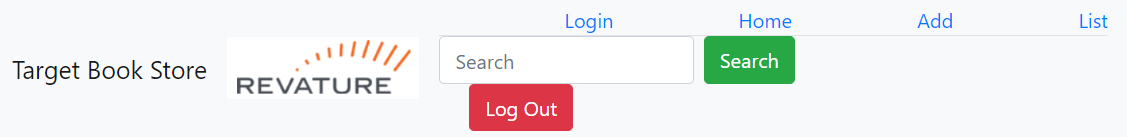 Login Home Add List
Target Book Store REVATURE Search Search
Log Out